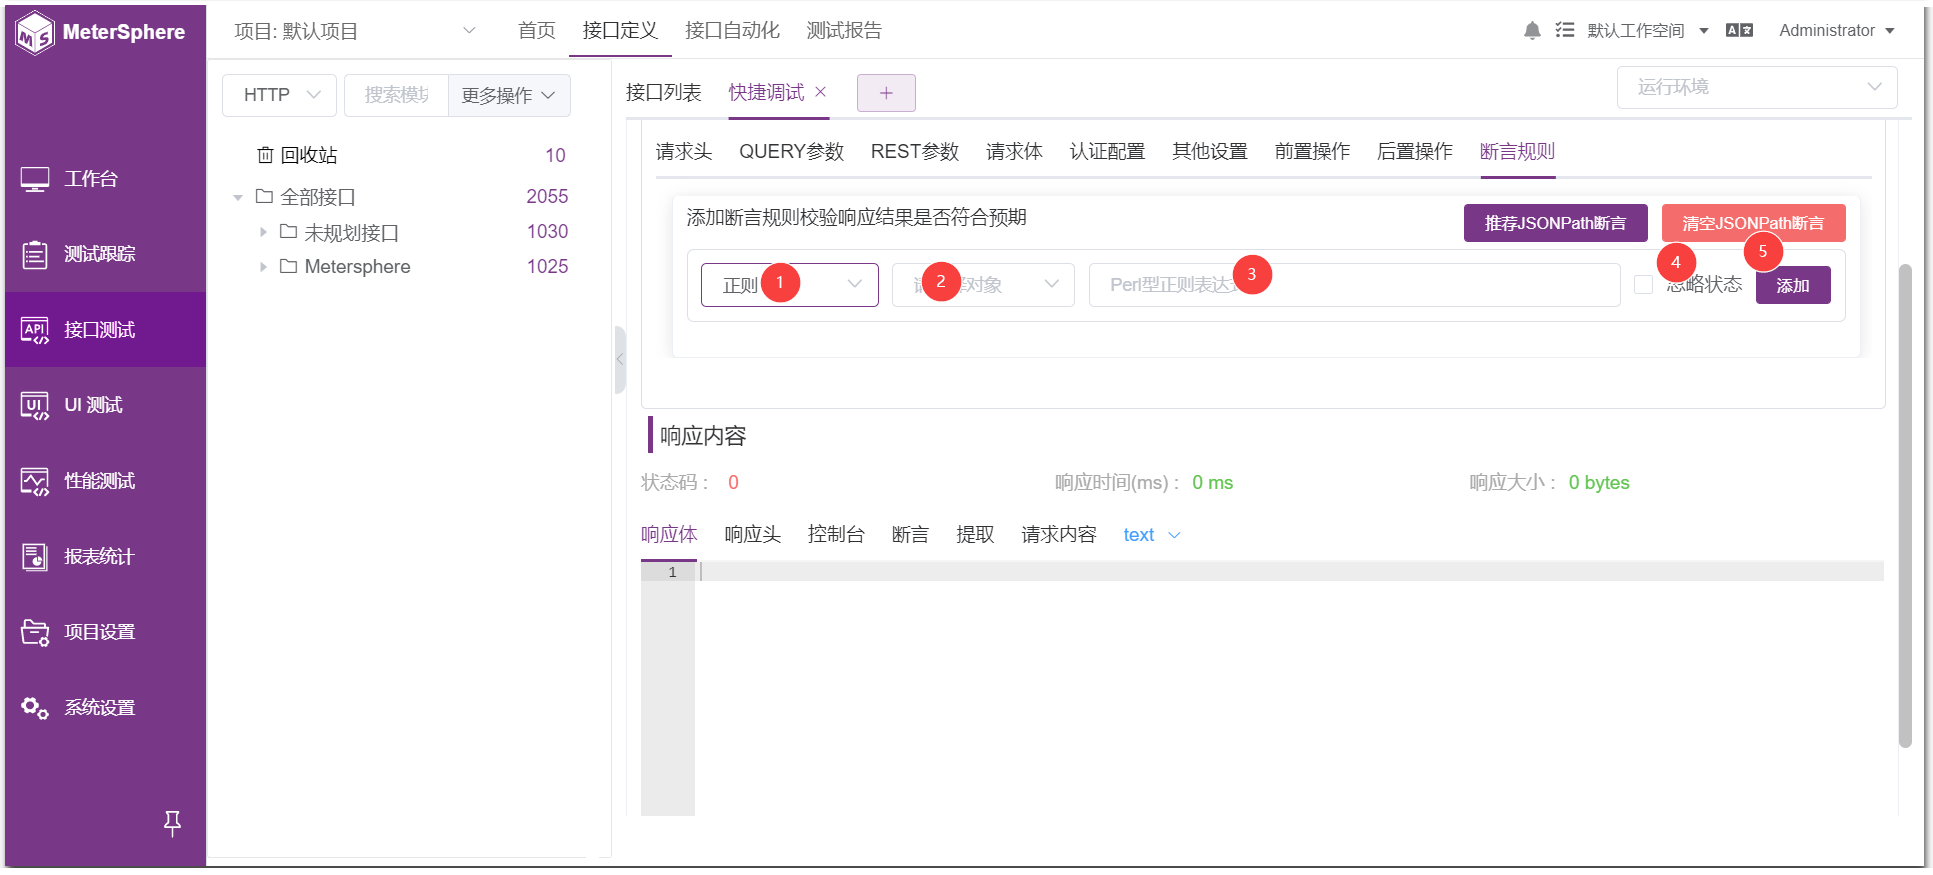 MeterSphere
项目: 默认项目
首页
接口定义
接口自动化
测试报告
默认工作空间
Administrator
工作台
测试跟踪
接口测试
UI 测试
性能测试
报表统计
项目设置
系统设置
HTTP
搜索模块
更多操作
回收站 10
全部接口 2055
未规划接口 1030
Metersphere 1025
接口列表
快捷调试
+
运行环境
请求头 QUERY参数 REST参数 请求体 认证配置 其他设置 前置操作 后置操作 断言规则
添加断言规则校验响应结果是否符合预期
推荐JSONPath断言
清空JSONPath断言
正则 1
2 对象
Perl型正则表达 3
4 忽略状态
5 添加
响应内容
状态码： 0
响应时间(ms)： 0 ms
响应大小： 0 bytes
响应体 响应头 控制台 断言 提取 请求内容 text
1